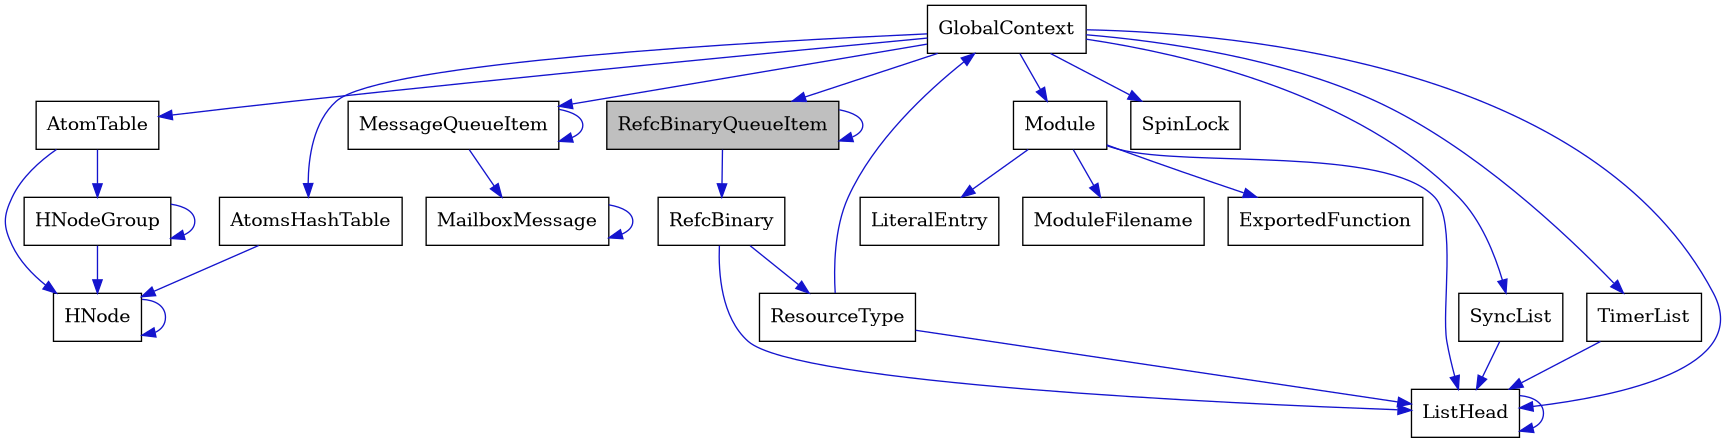 GlobalContext
AtomTable
MessageQueueItem
RefcBinaryQueueItem
Module
SpinLock
HNodeGroup
AtomsHashTable
MailboxMessage
RefcBinary
LiteralEntry
ModuleFilename
ExportedFunction
HNode
ResourceType
SyncList
TimerList
ListHead